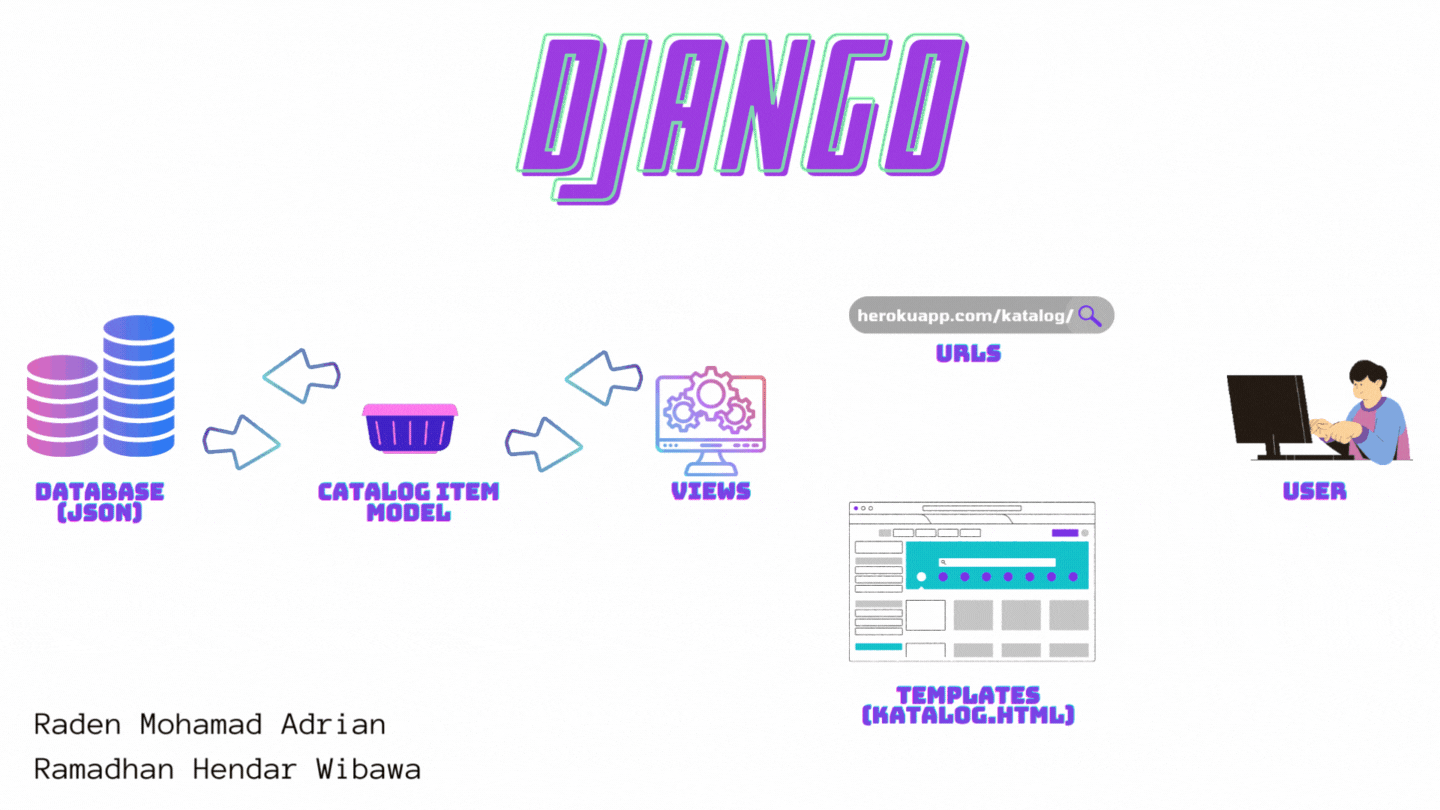 DJANGO
herokuapp.com/katalog/
URLS
DATABASE
(JSON)
CATALOG ITEM
MODEL
VIEWS
USER
TEMPLATES
(KATALOG.HTML)
Raden Mohamad Adrian
Ramadhan Hendar Wibawa